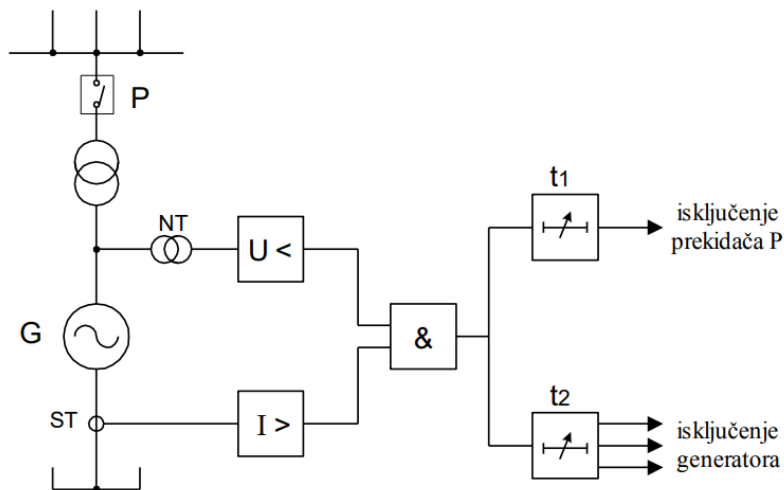 P
t1
isključenje
prekidača P
NT
U <
G
&
ST
I >
t2
isključenje
generatora